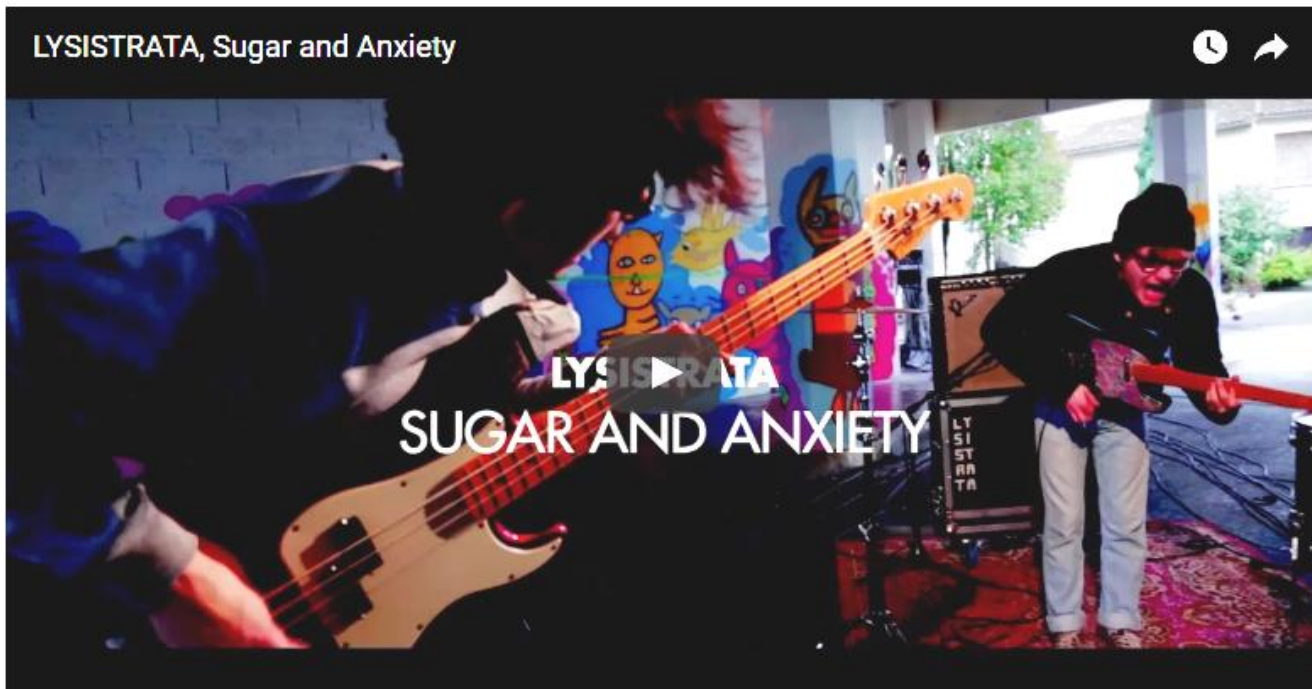 LYSISTRATA, Sugar and Anxiety
LYSISTRATA
SUGAR AND ANXIETY
LY
SI
ST
RA
TA